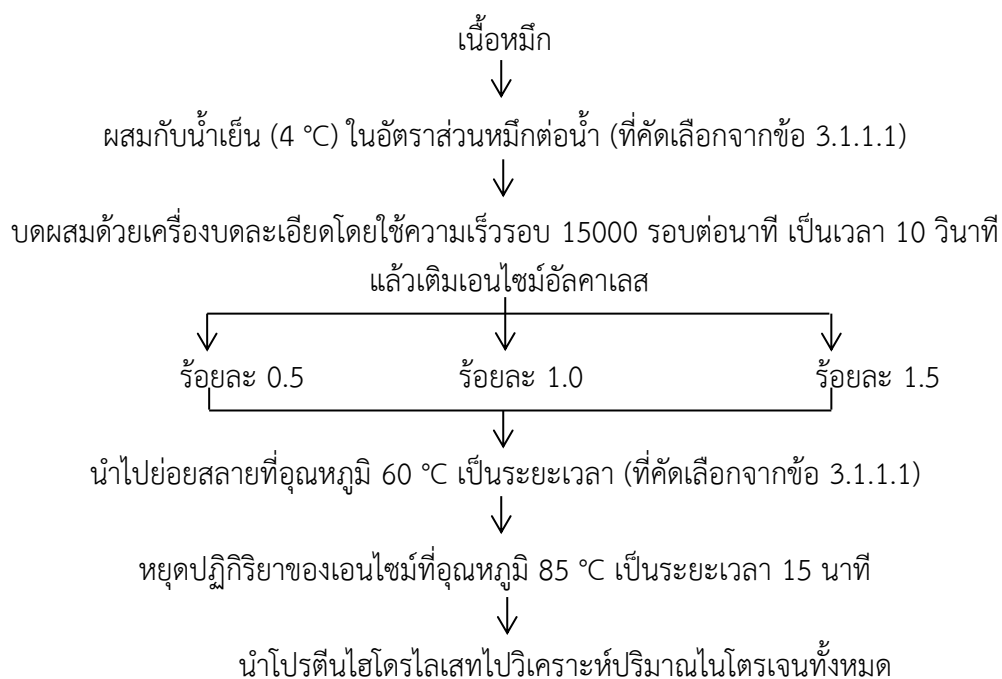 เนื้อหมึก
ผสมกับน้ำเย็น (4 °C) ในอัตราส่วนหมึกต่อน้ำ (ที่คัดเลือกจากข้อ 3.1.1.1)
บดผสมด้วยเครื่องบดละเอียดโดยใช้ความเร็วรอบ 15000 รอบต่อนาที เป็นเวลา 10 วินาที
แล้วเติมเอนไซม์อัลคาเลส
ร้อยละ 0.5 ร้อยละ 1.0 ร้อยละ 1.5
นำไปย่อยสลายที่อุณหภูมิ 60 °C เป็นระยะเวลา (ที่คัดเลือกจากข้อ 3.1.1.1)
หยุดปฏิกิริยาของเอนไซม์ที่อุณหภูมิ 85 °C เป็นระยะเวลา 15 นาที
นำโปรตีนไฮโดรไลเสทไปวิเคราะห์ปริมาณไนโตรเจนทั้งหมด